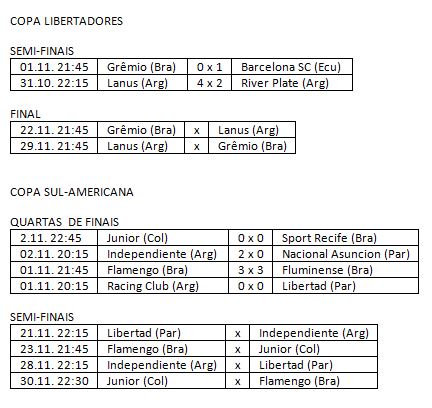 COPA LIBERTADORES
SEMI-FINAIS
01.11. 21:45 Grêmio (Bra) 0 x 1 Barcelona SC (Ecu)
31.10. 22:15 Lanus (Arg) 4 x 2 River Plate (Arg)
FINAL
22.11. 21:45 Grêmio (Bra) x Lanus (Arg)
29.11. 21:45 Lanus (Arg) x Grêmio (Bra)
COPA SUL-AMERICANA
QUARTAS DE FINAIS
2.11. 22:45 Junior (Col) 0 x 0 Sport Recife (Bra)
02.11. 20:15 Independiente (Arg) 2 x 0 Nacional Asuncion (Par)
01.11. 21:45 Flamengo (Bra) 3 x 3 Fluminense (Bra)
01.11. 20:15 Racing Club (Arg) 0 x 0 Libertad (Par)
SEMI-FINAIS
21.11. 22:15 Libertad (Par) x Independiente (Arg)
23.11. 21:45 Flamengo (Bra) x Junior (Col)
28.11. 22:15 Independiente (Arg) x Libertad (Par)
30.11. 22:30 Junior (Col) x Flamengo (Bra)